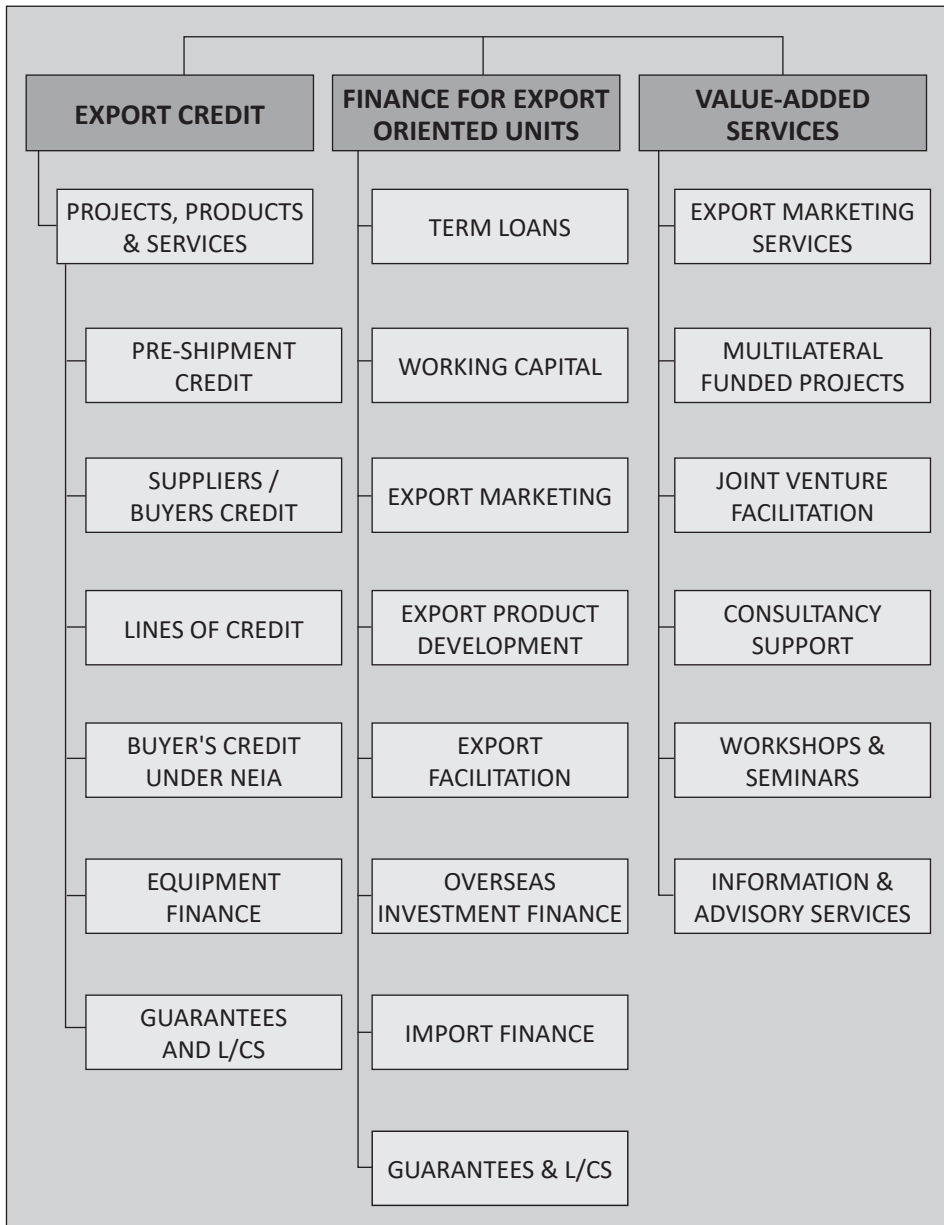 EXPORT CREDIT
PROJECTS, PRODUCTS
& SERVICES
PRE-SHIPMENT
CREDIT
SUPPLIERS /
BUYERS CREDIT
LINES OF CREDIT
BUYER'S CREDIT
UNDER NEIA
EQUIPMENT
FINANCE
GUARANTEES
AND L/CS
FINANCE FOR EXPORT
ORIENTED UNITS
TERM LOANS
WORKING CAPITAL
EXPORT MARKETING
EXPORT PRODUCT
DEVELOPMENT
EXPORT
FACILITATION
OVERSEAS
INVESTMENT FINANCE
IMPORT FINANCE
GUARANTEES & L/CS
VALUE-ADDED
SERVICES
EXPORT MARKETING
SERVICES
MULTILATERAL
FUNDED PROJECTS
JOINT VENTURE
FACILITATION
CONSULTANCY
SUPPORT
WORKSHOPS &
SEMINARS
INFORMATION &
ADVISORY SERVICES